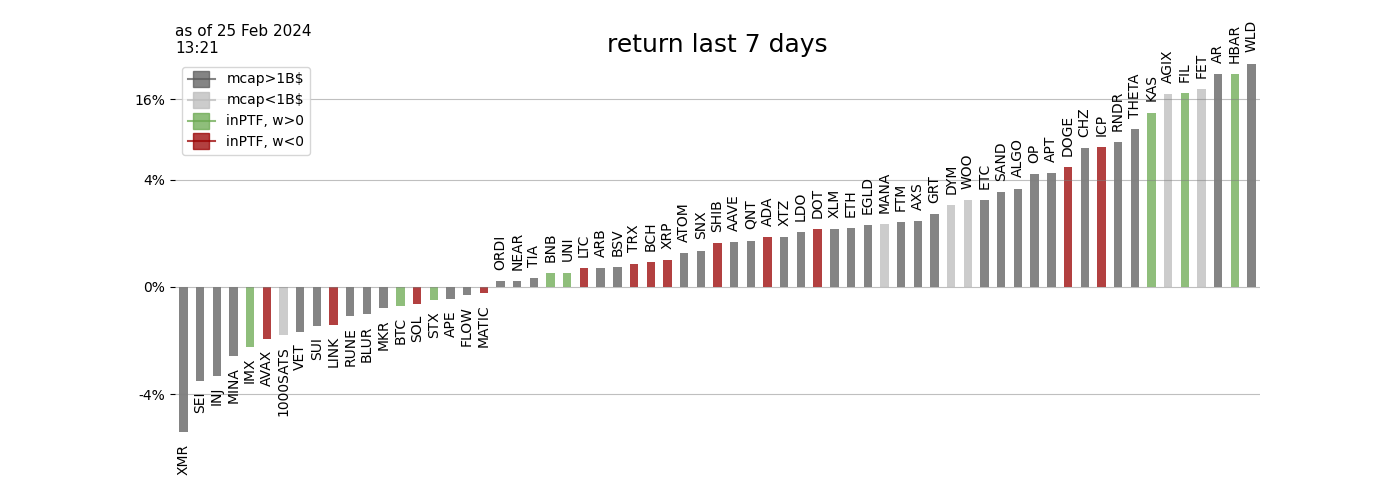 as of 25 Feb 2024
13:21
return last 7 days
mcap>1B$
mcap<1B$
inPTF, w>0
inPTF, w<0
16%
4%
0%
-4%
XMR
SEI
INJ
MINA
IMX
AVAX
1000SATS
VET
SUI
LINK
RUNE
BLUR
MKR
BTC
SOL
STX
APE
FLOW
MATIC
ORDI
NEAR
TIA
BNB
UNI
LTC
ARB
BSV
TRX
BCH
XRP
ATOM
SNX
SHIB
AAVE
QNT
ADA
XTZ
LDO
DOT
XLM
ETH
EGLD
MANA
FTM
AXS
GRT
DYM
WOO
ETC
SAND
ALGO
OP
APT
DOGE
CHZ
ICP
RNDR
THETA
KAS
AGIX
FIL
FET
AR
HBAR
WLD